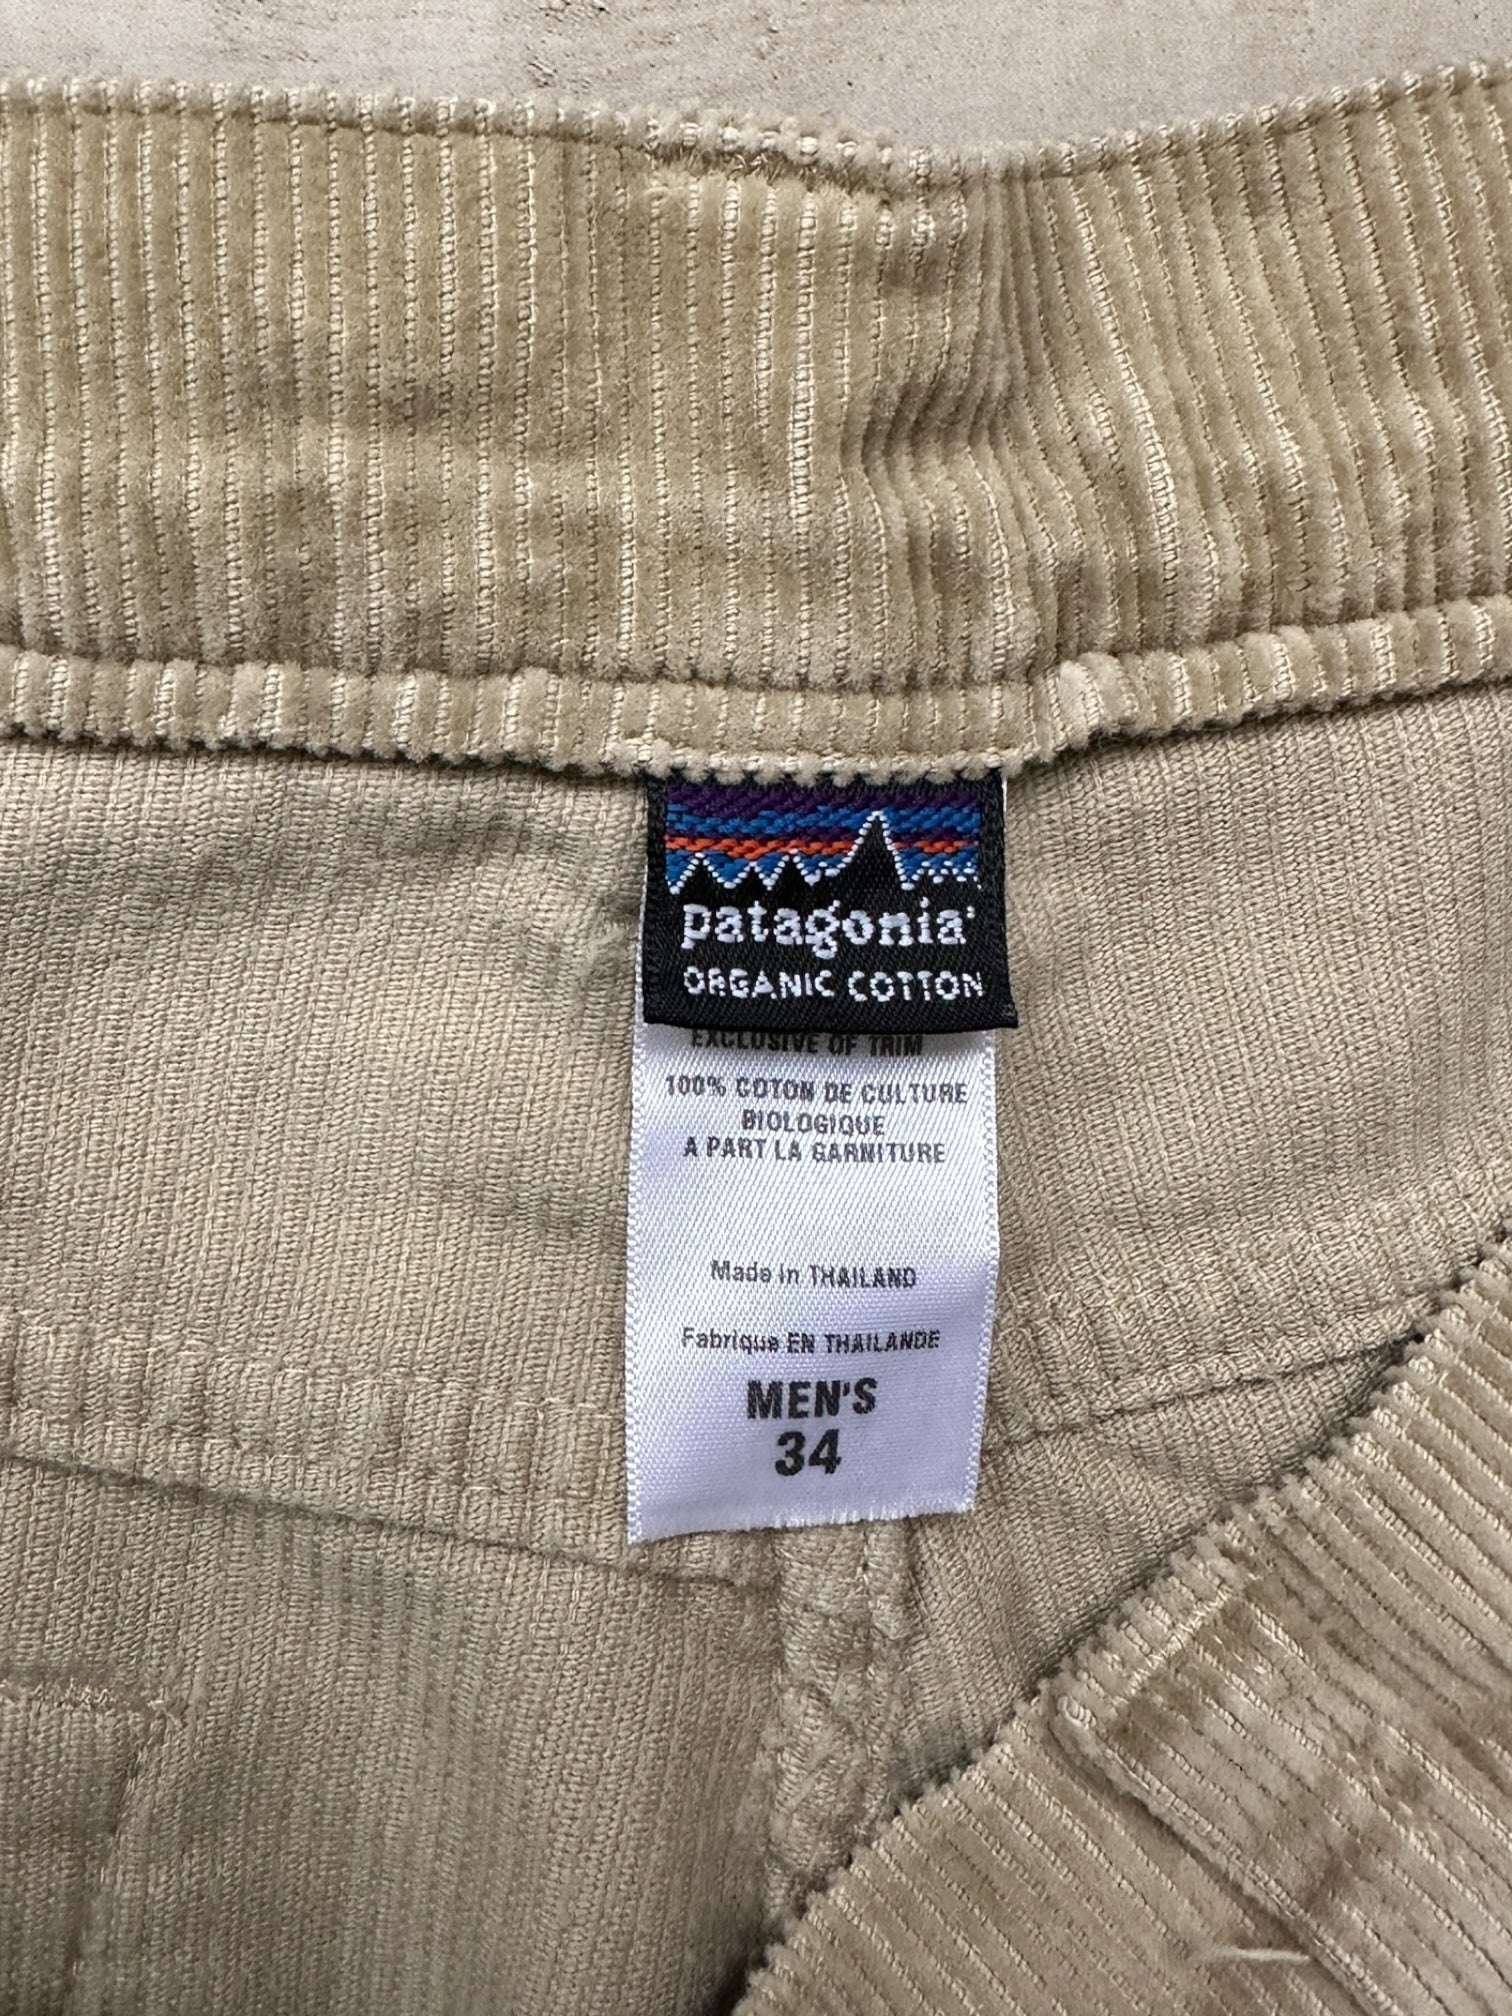 patagonia
ORGANIC COTTON
EXCLUSIVE OF TRIM
100% COTON DE CULTURE
BIOLOGIQUE
A PART LA GARNITURE
Made in THAILAND
Fabrique EN THAILANDE
MEN'S
34